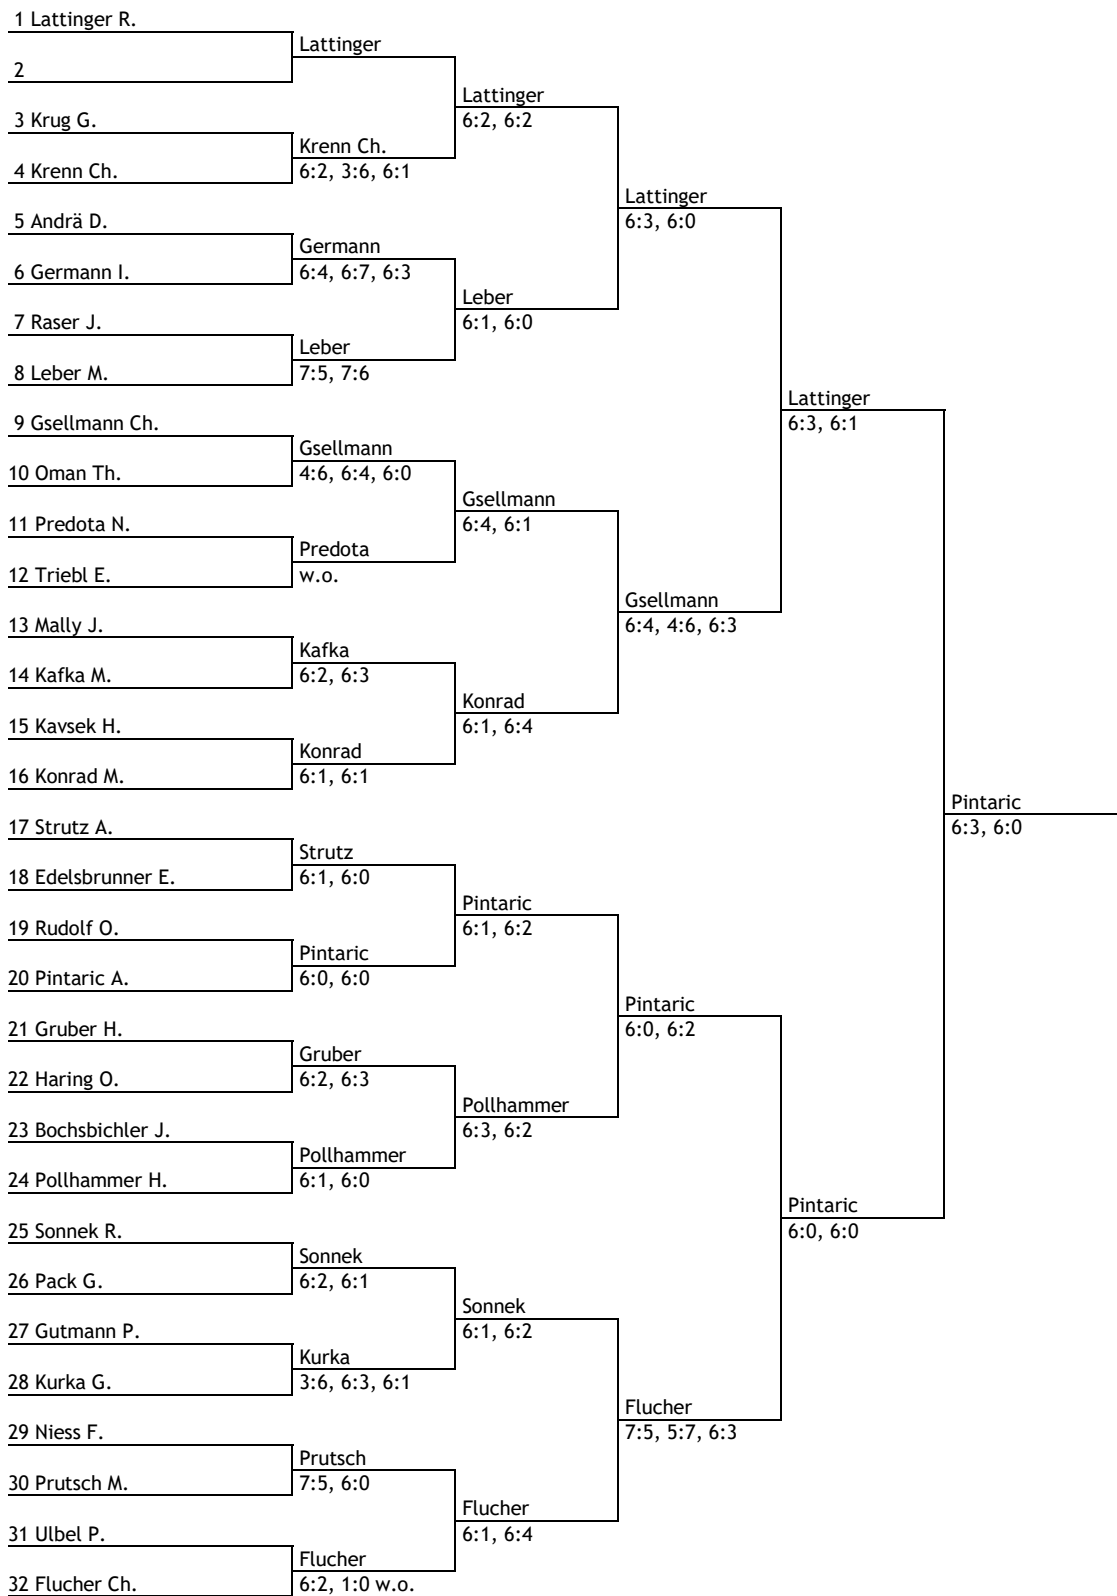 1 Lattinger R.
Lattinger
2
Lattinger
6:2, 6:2
3 Krug G.
Krenn Ch.
6:2, 3:6, 6:1
4 Krenn Ch.
Lattinger
6:3, 6:0
5 Andrä D.
Germann
6:4, 6:7, 6:3
6 Germann I.
Leber
6:1, 6:0
7 Raser J.
Leber
7:5, 7:6
8 Leber M.
Lattinger
6:3, 6:1
9 Gsellmann Ch.
Gsellmann
4:6, 6:4, 6:0
10 Oman Th.
Gsellmann
6:4, 6:1
11 Predota N.
Predota
w.o.
12 Triebl E.
Gsellmann
6:4, 4:6, 6:3
13 Mally J.
Kafka
6:2, 6:3
14 Kafka M.
Konrad
6:1, 6:4
15 Kavsek H.
Konrad
6:1, 6:1
16 Konrad M.
Pintaric
6:3, 6:0
17 Strutz A.
Strutz
6:1, 6:0
18 Edelsbrunner E.
Pintaric
6:1, 6:2
19 Rudolf O.
Pintaric
6:0, 6:0
20 Pintaric A.
Pintaric
6:0, 6:2
21 Gruber H.
Gruber
6:2, 6:3
22 Haring O.
Pollhammer
6:3, 6:2
23 Bochsbichler J.
Pollhammer
6:1, 6:0
24 Pollhammer H.
Pintaric
6:0, 6:0
25 Sonnek R.
Sonnek
6:2, 6:1
26 Pack G.
Sonnek
6:1, 6:2
27 Gutmann P.
Kurka
3:6, 6:3, 6:1
28 Kurka G.
Flucher
7:5, 5:7, 6:3
29 Niess F.
Prutsch
7:5, 6:0
30 Prutsch M.
Flucher
6:1, 6:4
31 Ulbel P.
Flucher
6:2, 1:0 w.o.
32 Flucher Ch.